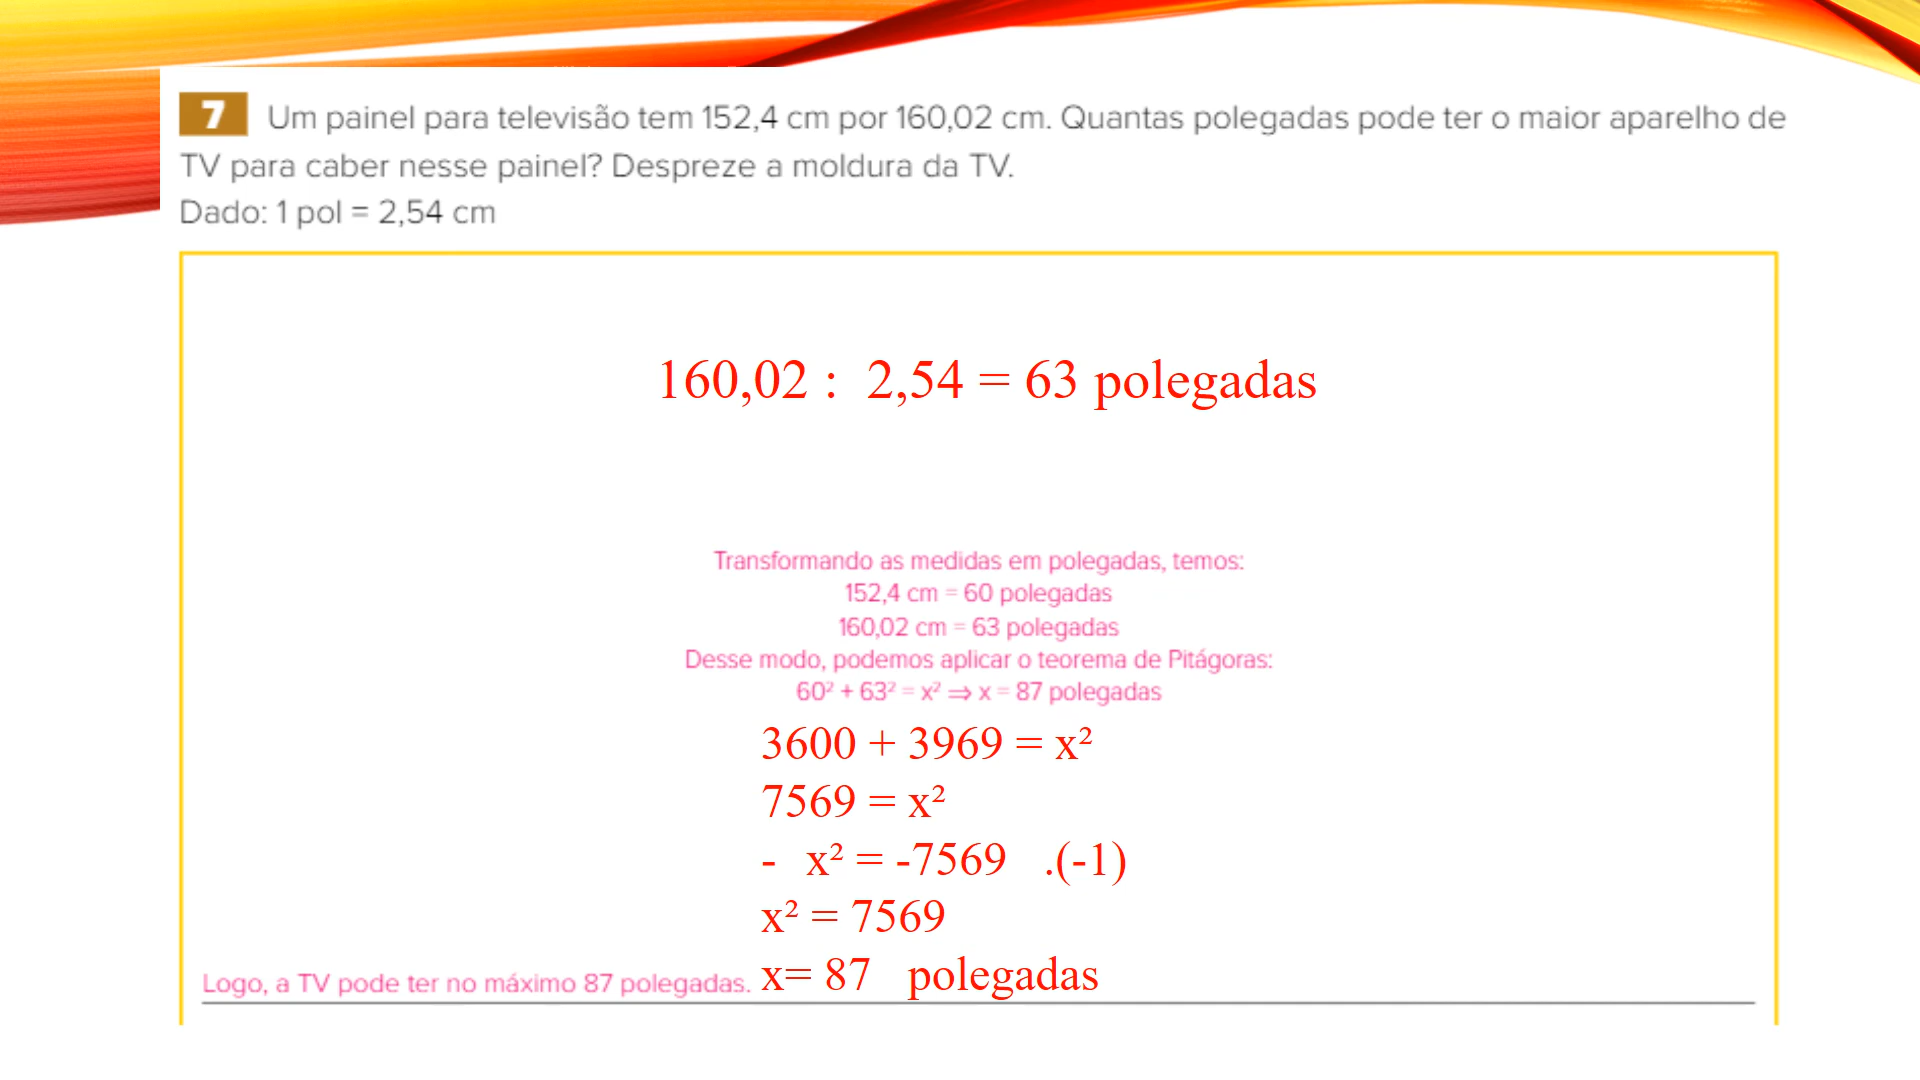 7 Um painel para televisão tem 152,4 cm por 160,02 cm. Quantas polegadas pode ter o maior aparelho de
TV para caber nesse painel? Despreze a moldura da TV.
Dado: 1 pol = 2,54 cm
160,02 : 2,54 = 63 polegadas
Transformando as medidas em polegadas, temos:
152,4 cm = 60 polegadas
160,02 cm = 63 polegadas
Desse modo, podemos aplicar o teorema de Pitágoras:
60² + 63² = x² ⇒ x = 87 polegadas
3600 + 3969 = x²
7569 = x²
- x² = -7569 .(-1)
x² = 7569
x= 87 polegadas
Logo, a TV pode ter no máximo 87 polegadas.